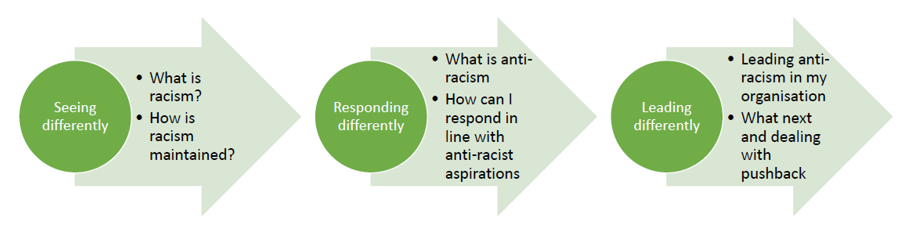 Seeing
differently
• What is
racism?
• How is
racism
maintained?
Responding
differently
• What is anti-
racism
• How can I
respond in
line with
anti-racist
aspirations
Leading
differently
• Leading anti-
racism in my
organisation
• What next
and dealing
with
pushback